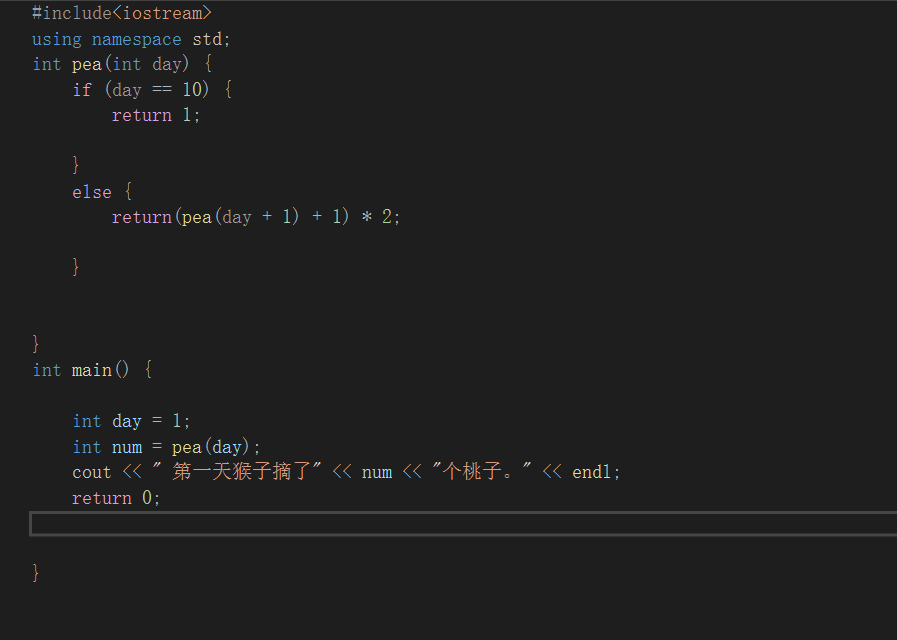 #include<iostream>
using namespace std;
int pea(int day) {
    if (day == 10) {
        return 1;
    }
    else {
        return(pea(day + 1) + 1) * 2;
    }
}
int main() {
    int day = 1;
    int num = pea(day);
    cout << " 第一天猴子摘了" << num << "个桃子。" << endl;
    return 0;
}